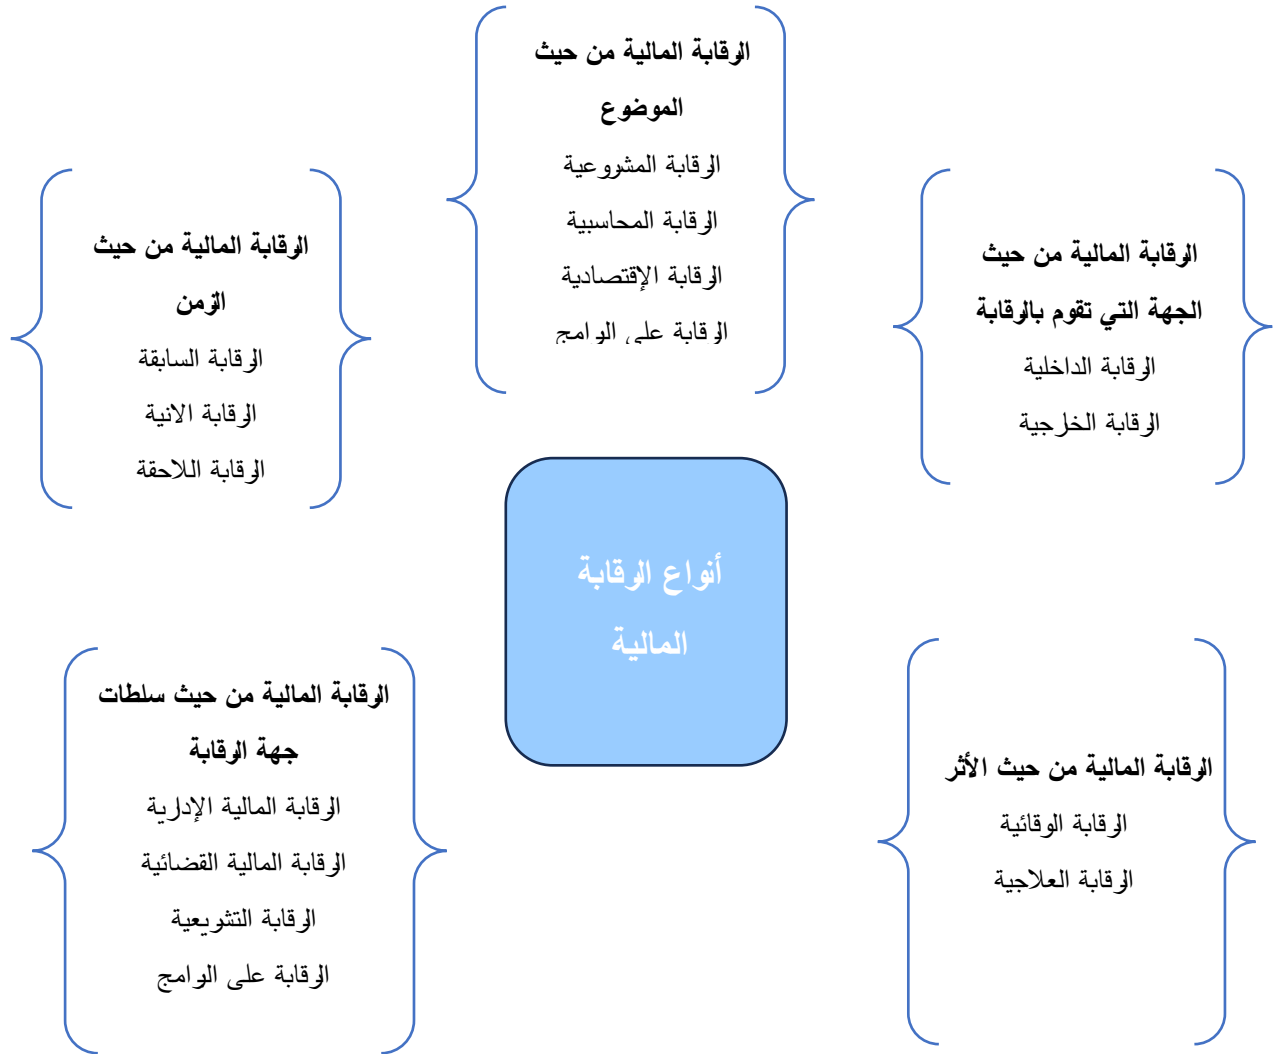 الرقابة المالية من حيث
الموضوع
الرقابة المشروعية
الرقابة المحاسبية
الرقابة الإقتصادية
الرقابة على البرامج
الرقابة المالية من حيث
الجهة التي تقوم بالرقابة
الرقابة الداخلية
الرقابة الخارجية
الرقابة المالية من حيث
الزمن
الرقابة السابقة
الرقابة الانية
الرقابة اللاحقة
أنواع الرقابة
المالية
الرقابة المالية من حيث الأثر
الرقابة الوقائية
الرقابة العلاجية
الرقابة المالية من حيث سلطات
جهة الرقابة
الرقابة المالية الإدارية
الرقابة المالية القضائية
الرقابة التشريعية
الرقابة على البرامج